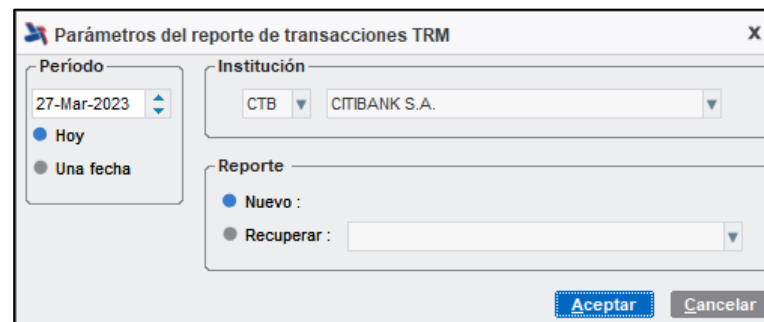 Parámetros del reporte de transacciones TRM X
Período
27-Mar-2023
Hoy
Una fecha
Institución
CTB CITIBANK S.A.
Reporte
Nuevo :
Recuperar :
Aceptar Cancelar